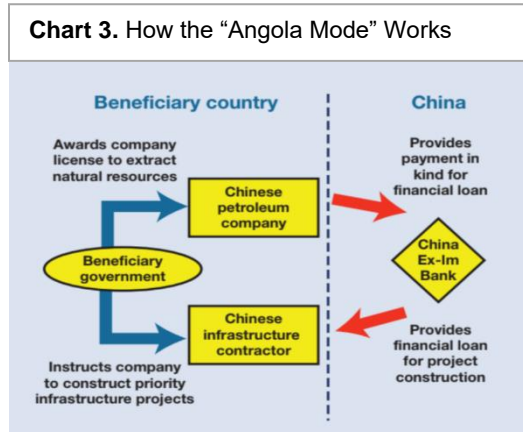 Chart 3. How the “Angola Mode” Works
Beneficiary country
China
Awards company
license to extract
natural resources
Chinese
petroleum
company
Provides
payment in
kind for
financial loan
Beneficiary
government
China
Ex-Im
Bank
Chinese
infrastructure
contractor
Instructs company
to construct priority
infrastructure projects
Provides
financial loan
for project
construction